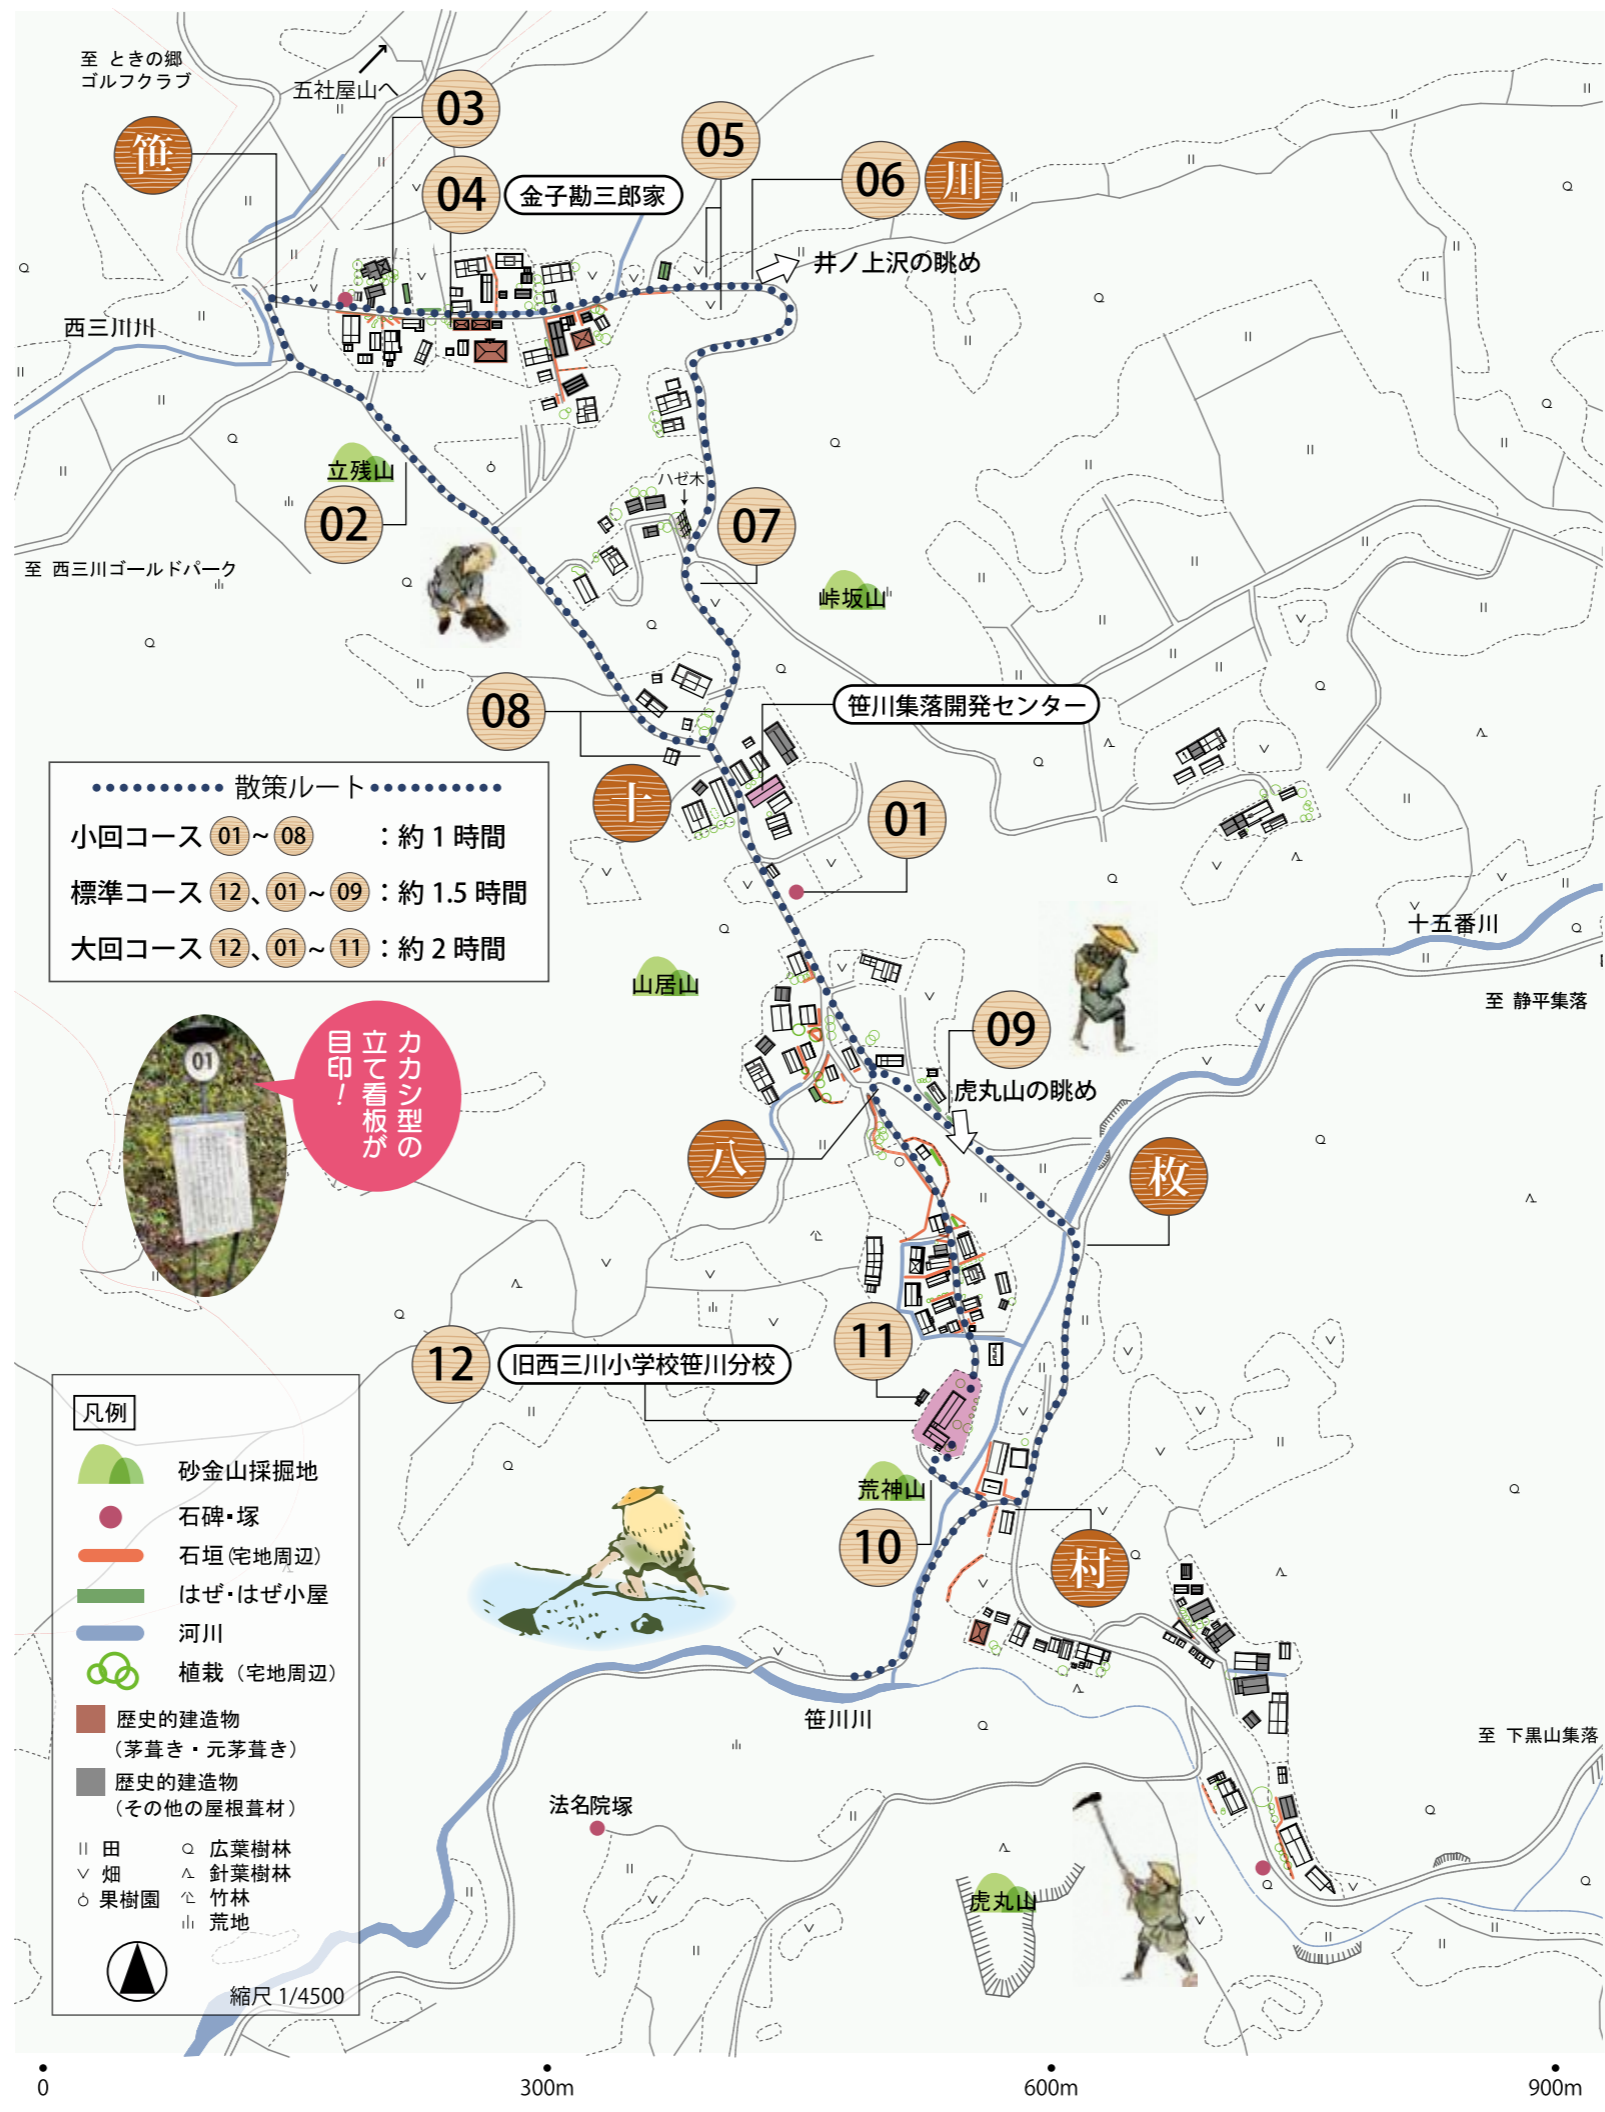 至 ときの郷
ゴルフクラブ
五社屋山へ
笹
03
04
金子勘三郎家
05
06
川
井ノ上沢の眺め
西三川川
立残山
02
ハゼ木
07
至 西三川ゴールドパーク
峠坂山
08
笹川集落開発センター
十
01
散策ルート
小回コース 01～08 ：約 1 時間
標準コース 12、01～09：約 1.5 時間
大回コース 12、01～11：約 2 時間
十五番川
山居山
至 静平集落
09
虎丸山の眺め
01
カカシ型の
立て看板が
目印！
八
枚
11
12
旧西三川小学校笹川分校
荒神山
10
村
笹川川
至 下黒山集落
法名院塚
虎丸山
凡例
砂金山採掘地
石碑・塚
石垣（宅地周辺）
はぜ・はぜ小屋
河川
植栽（宅地周辺）
歴史的建造物
（茅葺き・元茅葺き）
歴史的建造物
（その他の屋根葺材）
田
畑
果樹園
広葉樹林
針葉樹林
竹林
荒地
縮尺 1/4500
0
300m
600m
900m